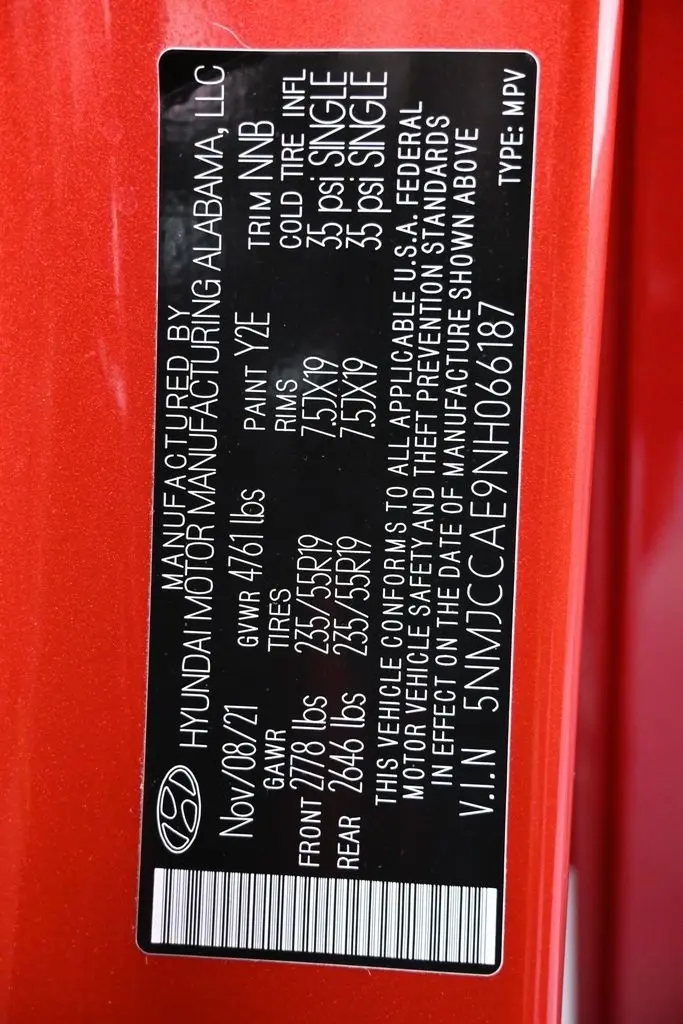 MANUFACTURED BY
HYUNDAI MOTOR MANUFACTURING ALABAMA, LLC
Nov/08/21 GVWR 4761 lbs PAINT Y2E TRIM NNB
GAWR TIRES RIMS COLD TIRE INFL
FRONT 2778 lbs 235/55R19 7.5JX19 35 psi SINGLE
REAR 2646 lbs 235/55R19 7.5JX19 35 psi SINGLE
THIS VEHICLE CONFORMS TO ALL APPLICABLE U.S.A. FEDERAL
MOTOR VEHICLE SAFETY AND THEFT PREVENTION STANDARDS
IN EFFECT ON THE DATE OF MANUFACTURE SHOWN ABOVE
V.I.N 5NMJCCAE9NH066187
TYPE: MPV